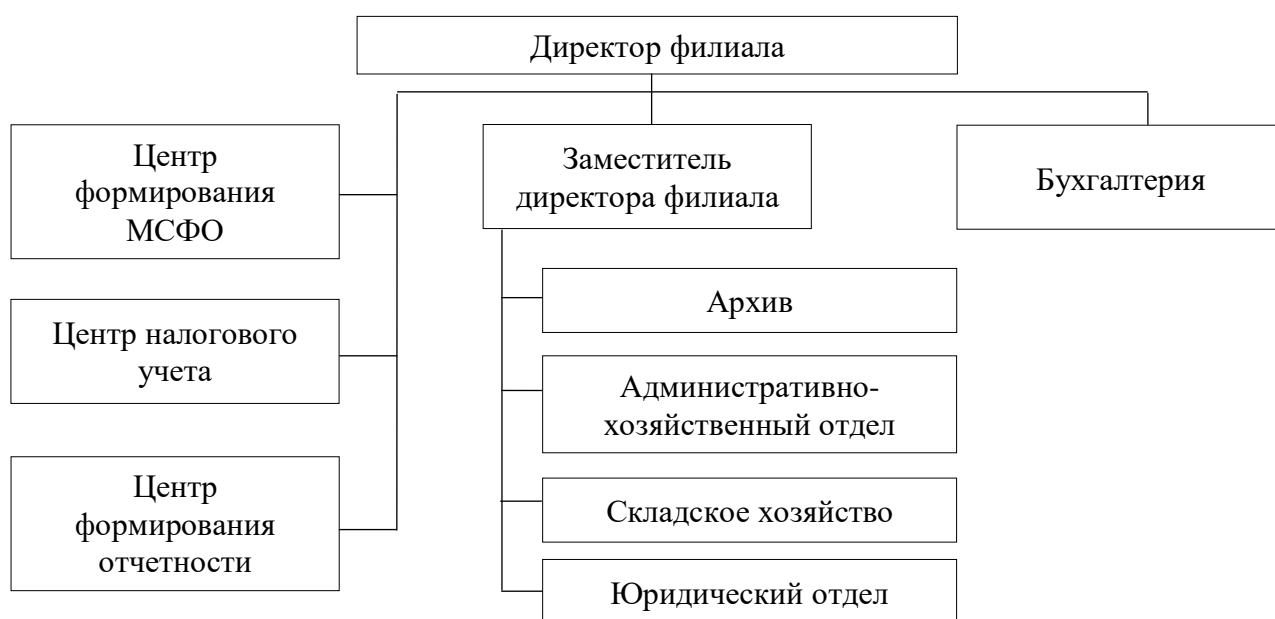 Директор филиала
Центр
формирования
МСФО
Заместитель
директора филиала
Бухгалтерия
Архив
Центр налогового
учета
Административно-
хозяйственный отдел
Центр
формирования
отчетности
Складское хозяйство
Юридический отдел